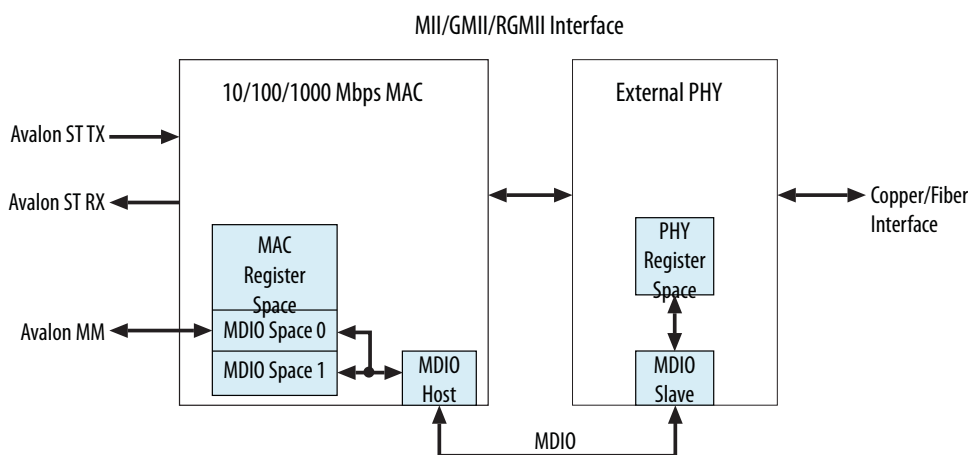 MII/GMII/RGMII Interface
10/100/1000 Mbps MAC
External PHY
Avalon ST TX
Avalon ST RX
Copper/Fiber
Interface
MAC
Register
Space
PHY
Register
Space
Avalon MM
MDIO Space 0
MDIO Space 1
MDIO
Host
MDIO
Slave
MDIO